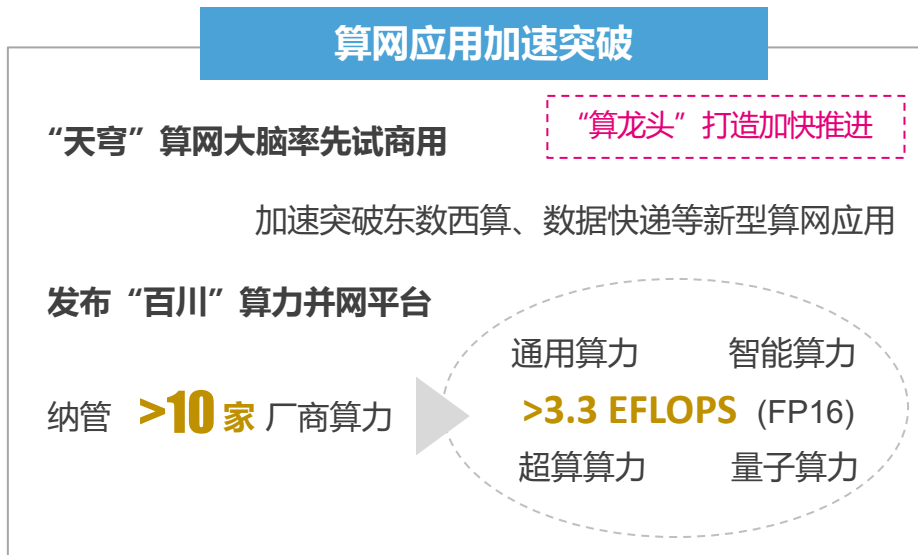 算网应用加速突破
“算龙头”打造加快推进
“天穹”算网大脑率先试商用
加速突破东数西算、数据快递等新型算网应用
发布“百川”算力并网平台
通用算力 智能算力
纳管 >10 家 厂商算力 >3.3 EFLOPS (FP16)
超算算力 量子算力